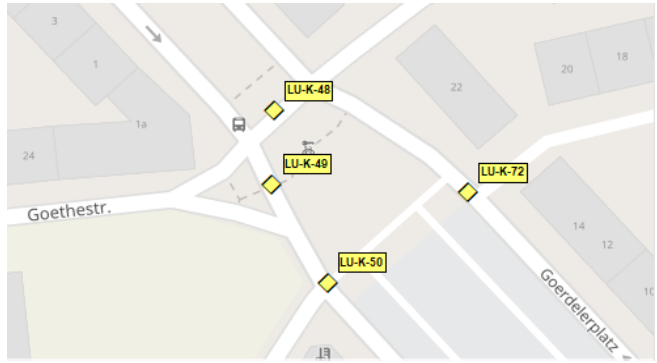 3
1
18
20
22
LU-K-48
1a
24
LU-K-49
LU-K-72
Goethestr.
14
12
LU-K-50
10
Goerdelerplatz